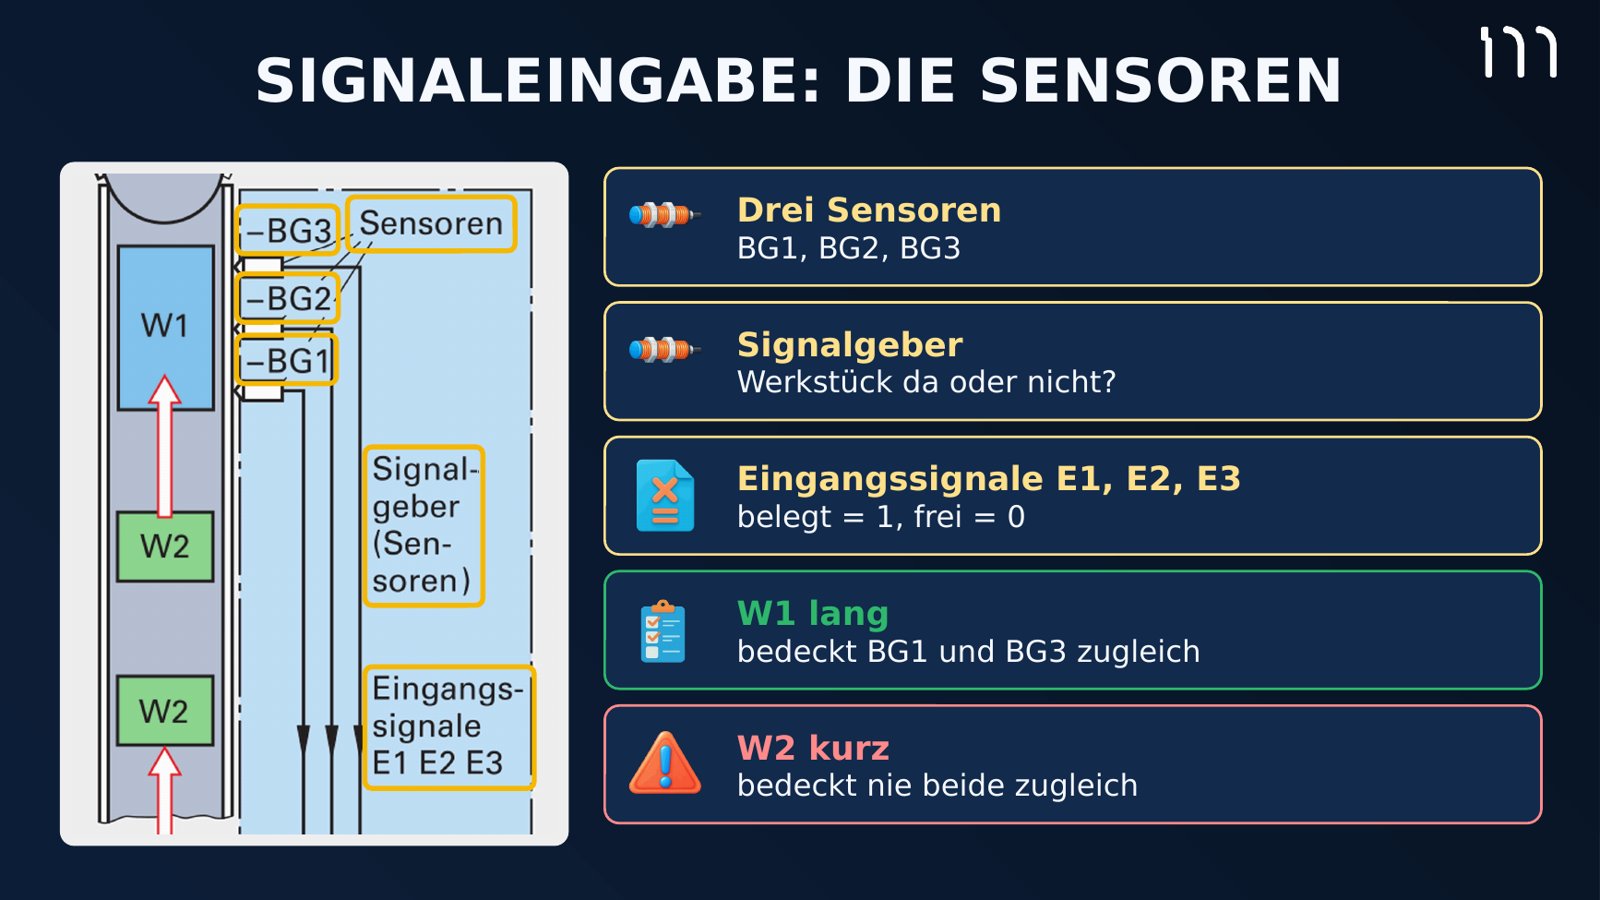 SIGNALEINGABE: DIE SENSOREN
–BG3
Sensoren
–BG2
–BG1
W1
Signal-
geber
(Sen-
soren)
W2
Eingangs-
signale
E1 E2 E3
W2
Drei Sensoren
BG1, BG2, BG3
Signalgeber
Werkstück da oder nicht?
Eingangssignale E1, E2, E3
belegt = 1, frei = 0
W1 lang
bedeckt BG1 und BG3 zugleich
W2 kurz
bedeckt nie beide zugleich